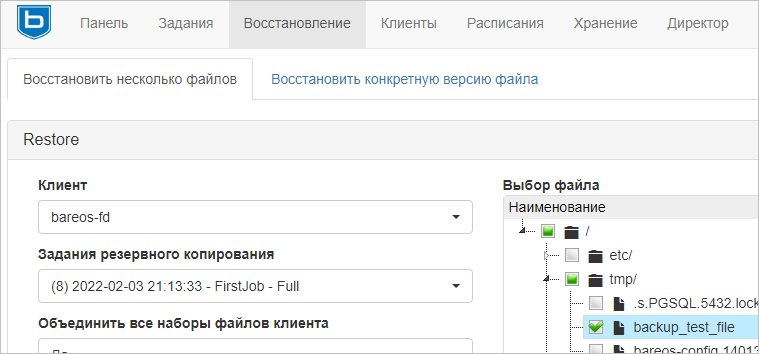 Панель Задания Восстановление Клиенты Расписания Хранение Директор
Восстановить несколько файлов Восстановить конкретную версию файла
Restore
Клиент
bareos-fd
Задания резервного копирования
(8) 2022-02-03 21:13:33 - FirstJob - Full
Объединить все наборы файлов клиента
Выбор файла
Наименование
/
etc/
tmp/
.s.PGSQL.5432.lock
backup_test_file
bareos-config.14013